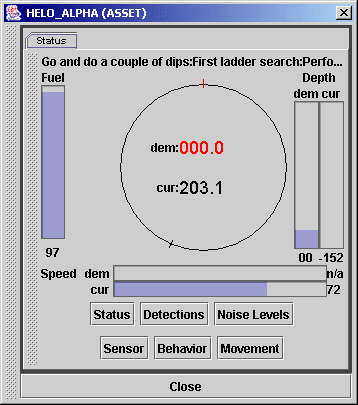 HELO_ALPHA (ASSET)
Status
Go and do a couple of dips:First ladder search:Perfo...
Fuel
Depth
dem cur
dem:000.0
cur:203.1
97
00 -152
Speed dem n/a
cur 72
Status Detections Noise Levels
Sensor Behavior Movement
Close